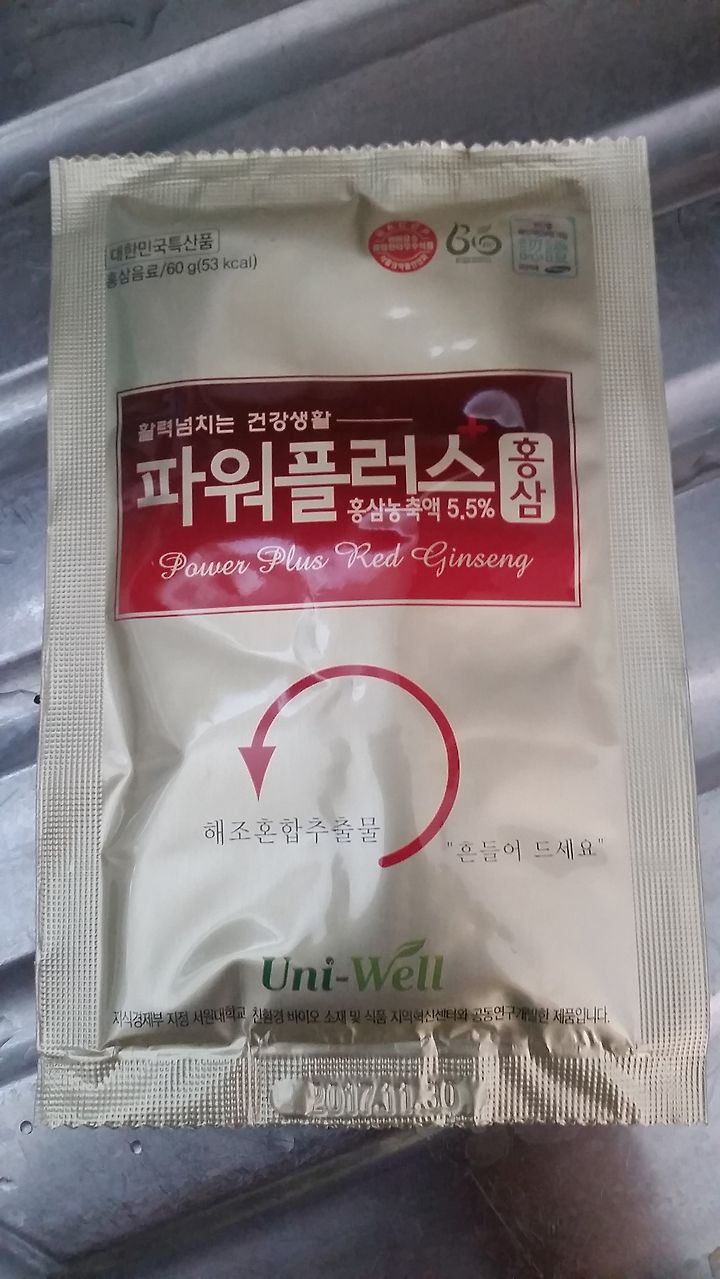 대한민국특산품
홍삼음료/60 g(53 kcal)
활력넘치는 건강생활
파워플러스
홍삼
홍삼농축액 5.5%
Power Plus Red Ginseng
해조혼합추출물
"흔들어 드세요"
Uni-Well
지식경제부 지정 서원대학교 친환경 바이오 소재 및 식품 지역혁신센터와 공동연구개발한 제품입니다.
2017.11.30